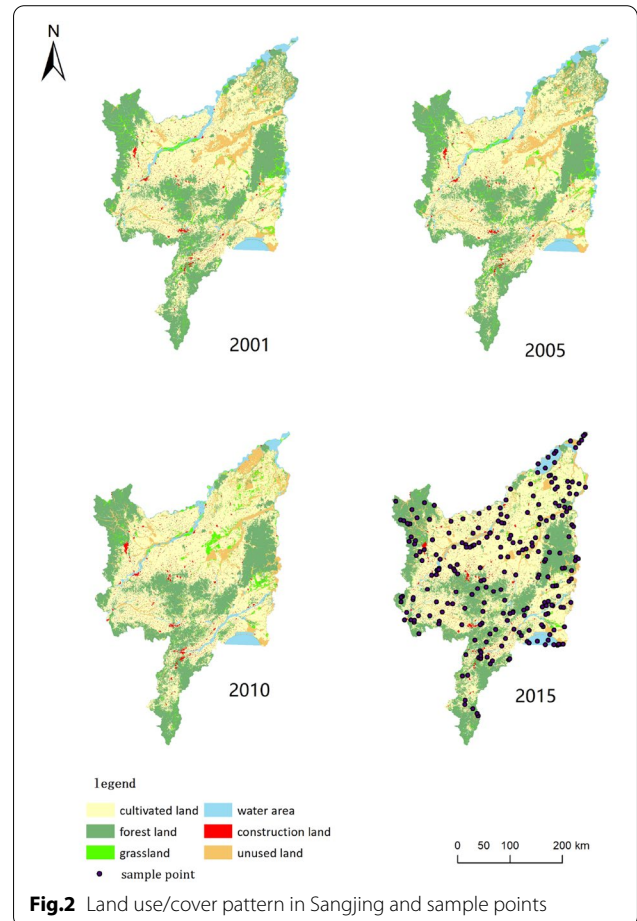 N
2001
2005
2010
2015
legend
cultivated land
water area
forest land
construction land
grassland
unused land
sample point
0 50 100 200 km
Fig.2 Land use/cover pattern in Sangjing and sample points